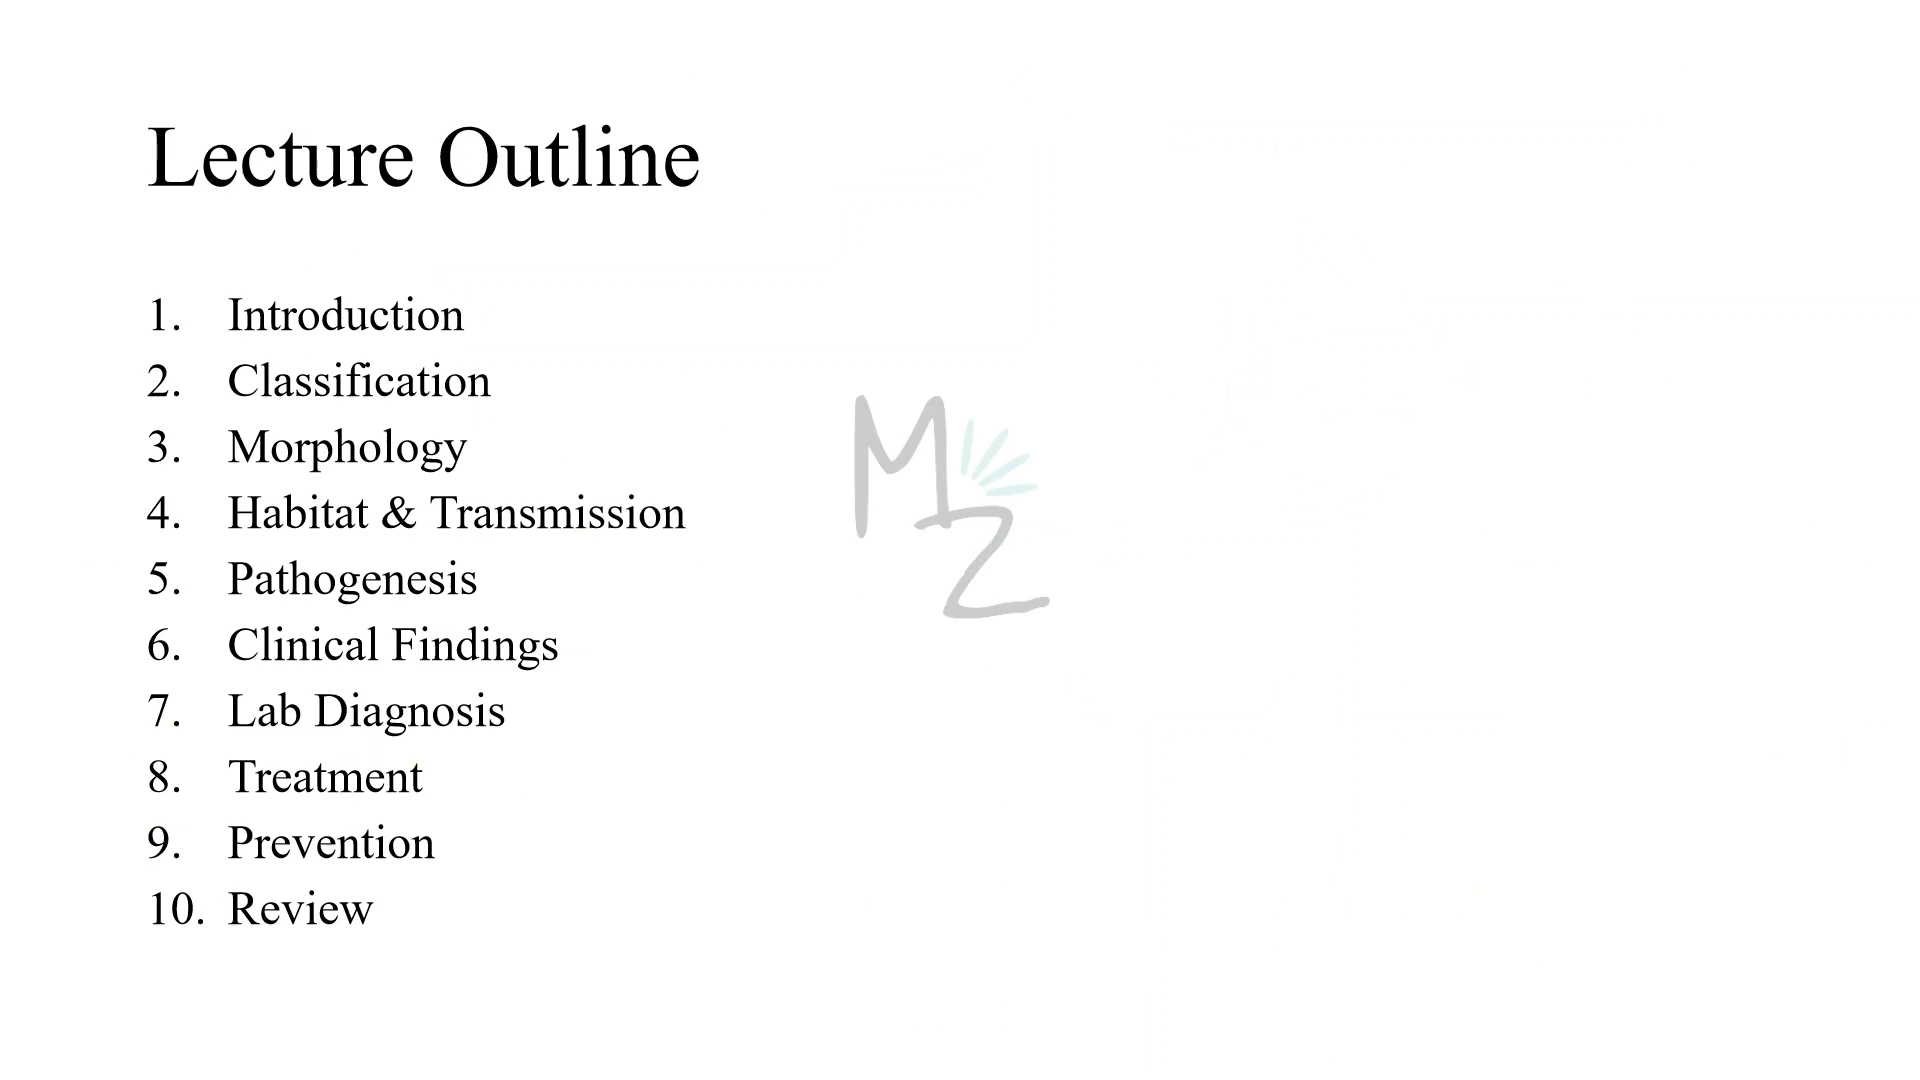 Lecture Outline
1. Introduction
2. Classification
3. Morphology
4. Habitat & Transmission
5. Pathogenesis
6. Clinical Findings
7. Lab Diagnosis
8. Treatment
9. Prevention
10. Review
MZ